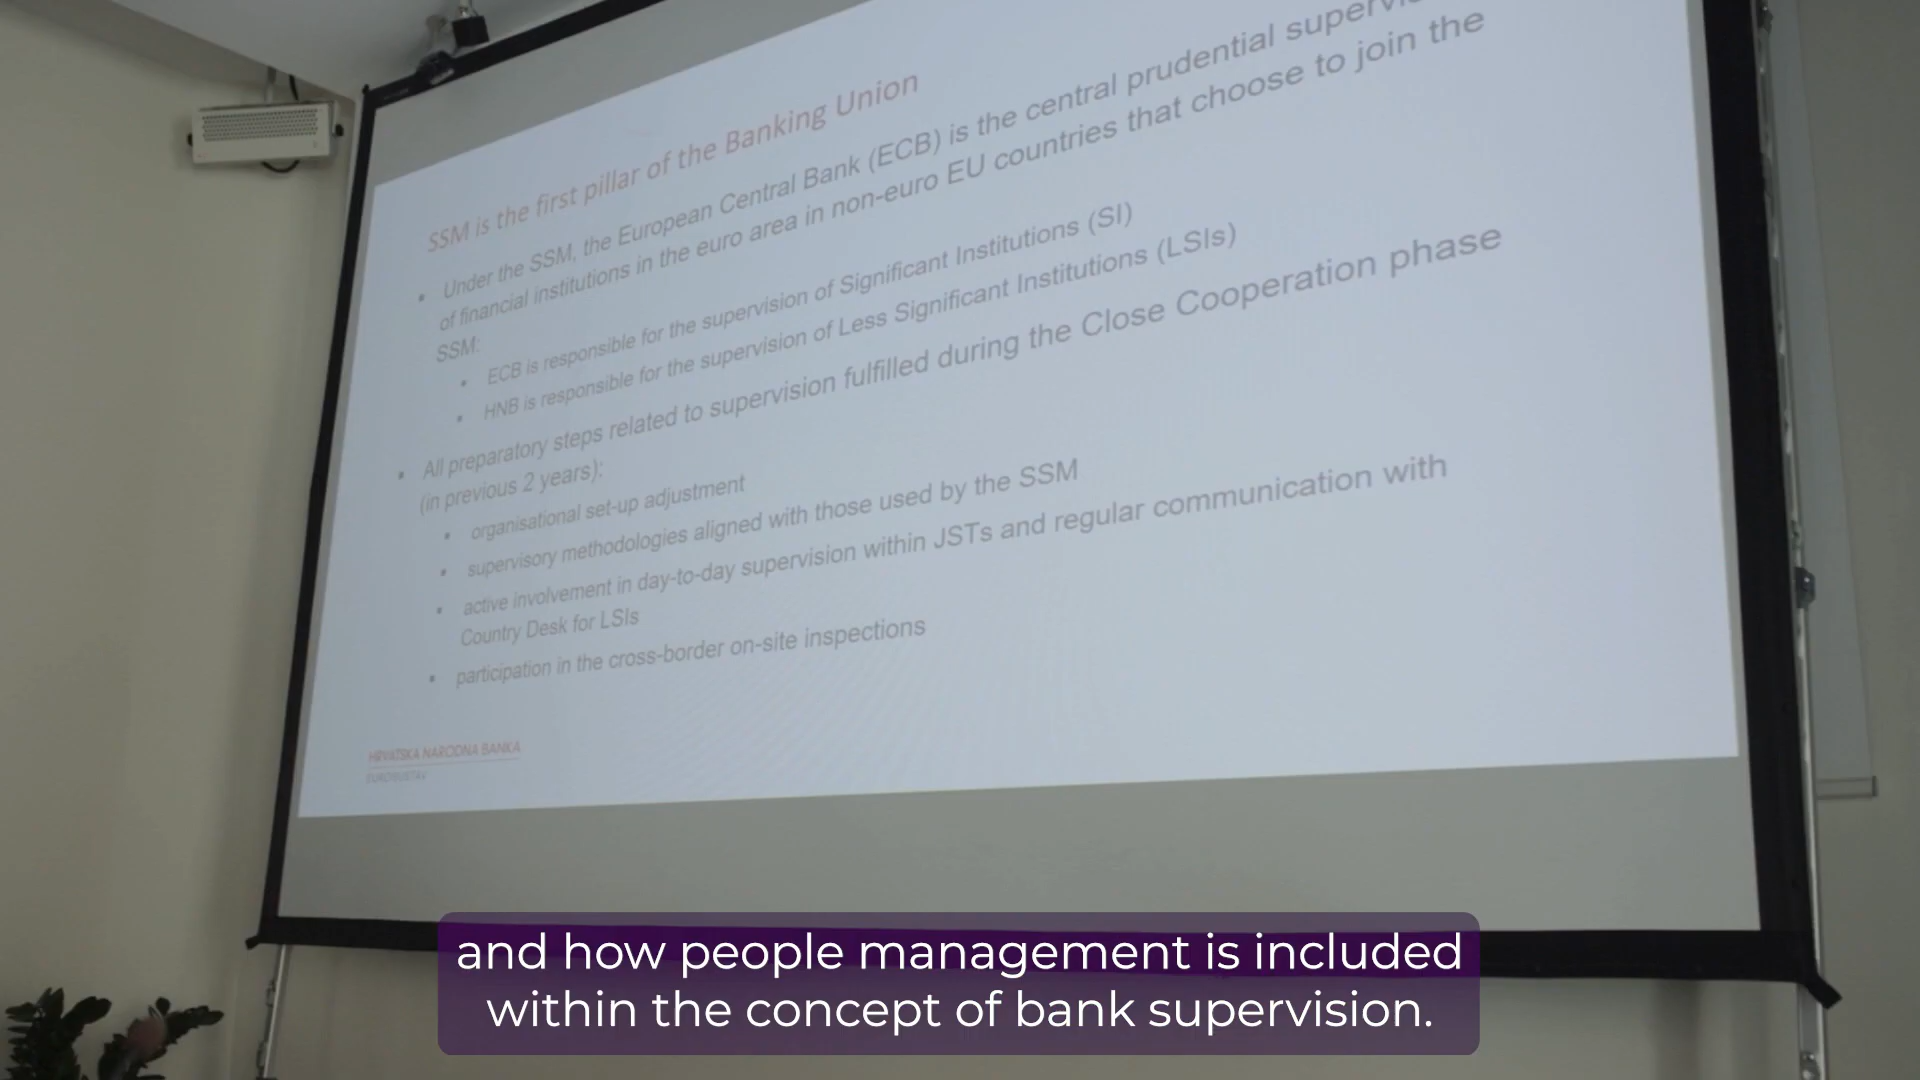 SSM is the first pillar of the Banking Union
▪ Under the SSM, the European Central Bank (ECB) is the central prudential
of financial institutions in the euro area in non-euro EU countries that choose to join the
SSM:
▪ ECB is responsible for the supervision of Significant Institutions (SI)
▪ HNB is responsible for the supervision of Less Significant Institutions (LSIs)
▪ All preparatory steps related to supervision fulfilled during the Close Cooperation phase
(in previous 2 years):
▪ organisational set-up adjustment
▪ supervisory methodologies aligned with those used by the SSM
▪ active involvement in day-to-day supervision within JSTs and regular communication with
Country Desk for LSIs
▪ participation in the cross-border on-site inspections
HRVATSKA NARODNA BANKA
EUROSUSTAV
and how people management is included
within the concept of bank supervision.